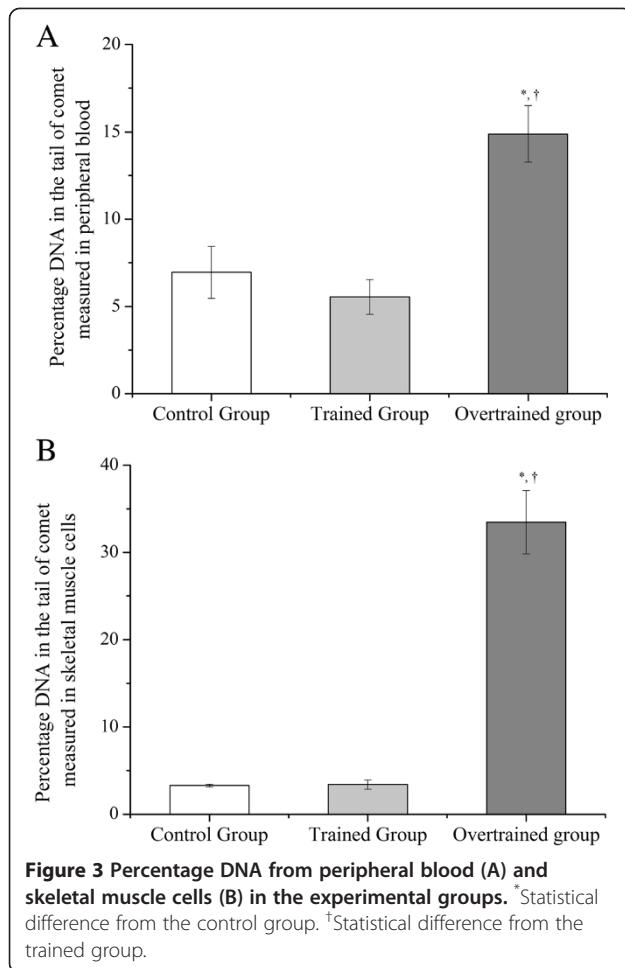 A
Percentage DNA in the tail of comet
measured in peripheral blood
20
15
10
5
0
*, †
Control Group Trained Group Overtrained group
B
Percentage DNA in the tail of comet
measured in skeletal muscle cells
40
30
20
10
0
*, †
Control Group Trained Group Overtrained group
Figure 3 Percentage DNA from peripheral blood (A) and
skeletal muscle cells (B) in the experimental groups. *Statistical
difference from the control group. †Statistical difference from the
trained group.